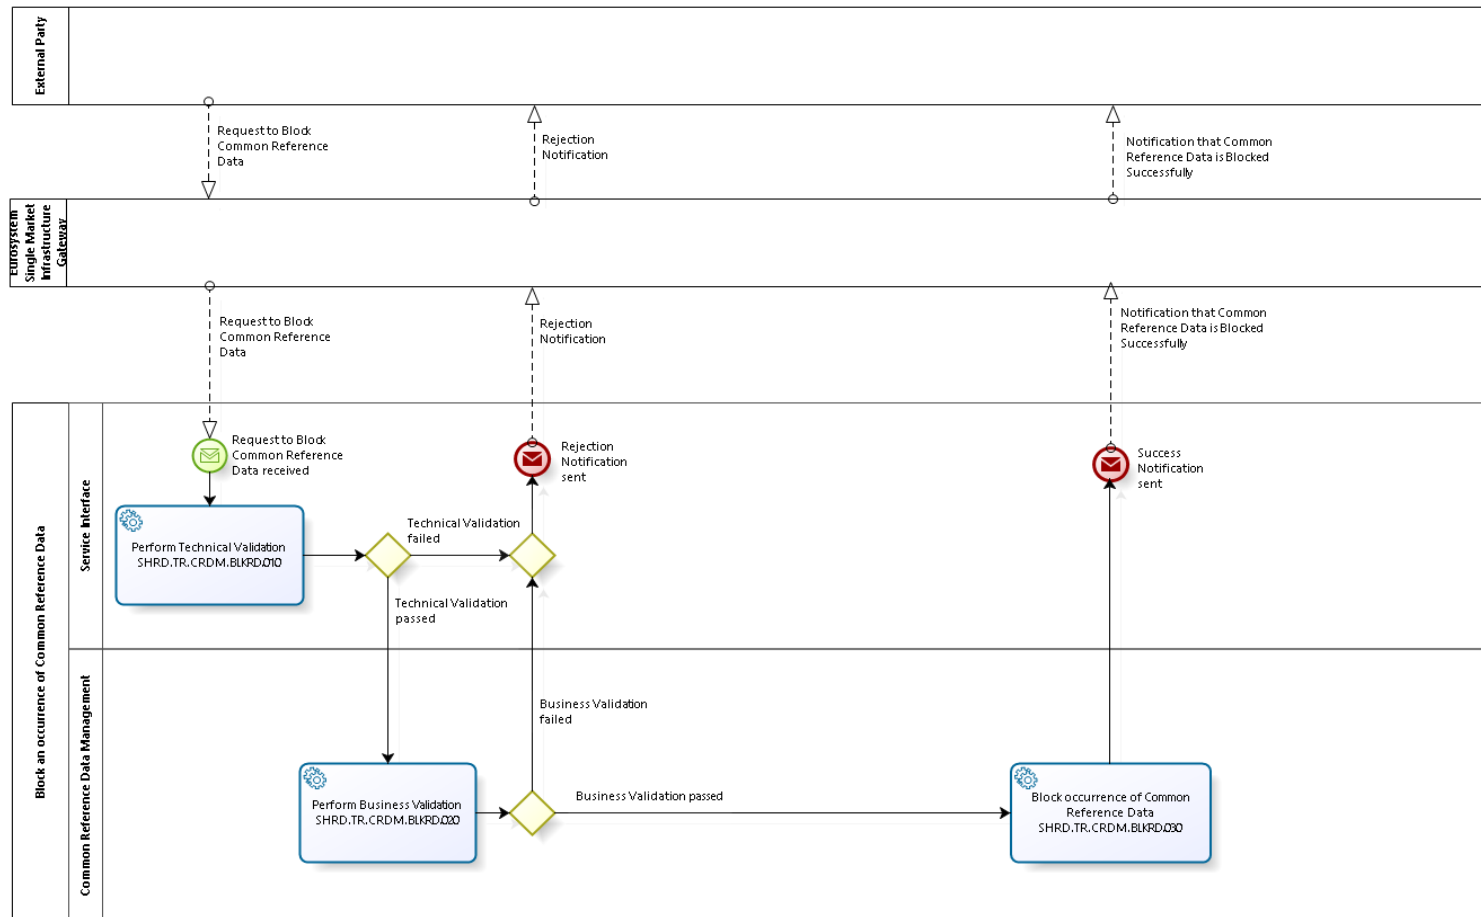 External Party
Request to Block
Common Reference
Data
Rejection
Notification
Notification that Common
Reference Data is Blocked
Successfully
Eurosystem
Single Market
Infrastructure
Gateway
Request to Block
Common Reference
Data
Rejection
Notification
Notification that Common
Reference Data is Blocked
Successfully
Block an occurrence of Common Reference Data
Service Interface
Request to Block
Common Reference
Data received
Rejection
Notification
sent
Success
Notification
sent
Perform Technical Validation
SHRD.TR.CRDM.BLKRD.010
Technical Validation
failed
Technical Validation
passed
Common Reference Data Management
Business Validation
failed
Perform Business Validation
SHRD.TR.CRDM.BLKRD.020
Business Validation passed
Block occurrence of Common
Reference Data
SHRD.TR.CRDM.BLKRD.030